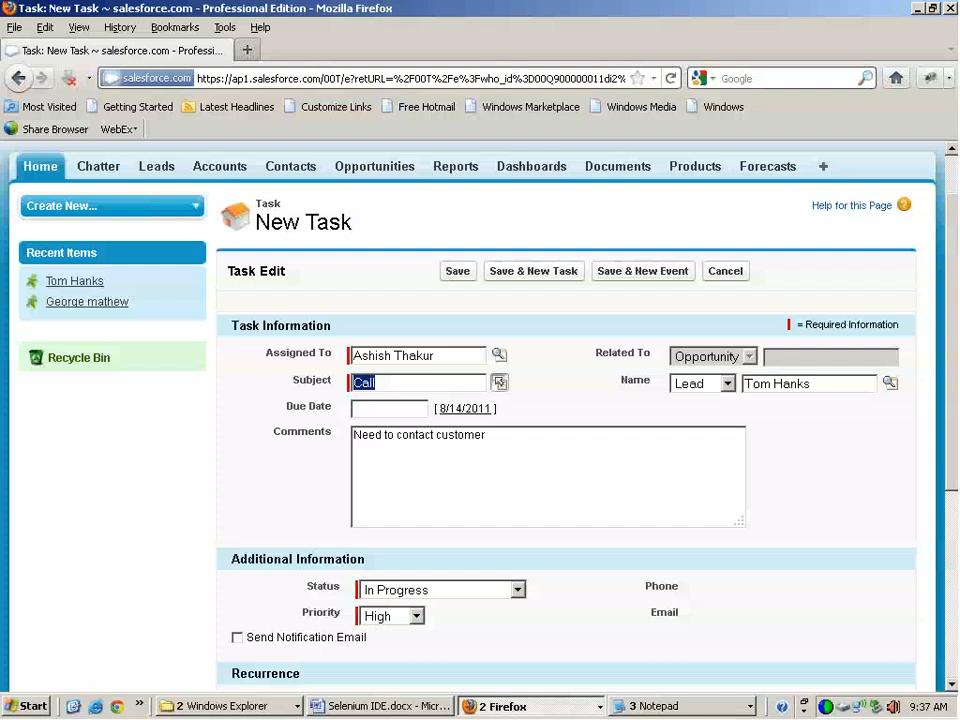 Task: New Task ~ salesforce.com - Professional Edition - Mozilla Firefox
File Edit View History Bookmarks Tools Help
Task: New Task ~ salesforce.com - Professi...
salesforce.com https://ap1.salesforce.com/00T/e?retURL=%2F00T%2Fe%3Fwho_id%3D00Q900000011di2% Google
Most Visited Getting Started Latest Headlines Customize Links Free Hotmail Windows Marketplace Windows Media Windows
Share Browser WebEx
Home Chatter Leads Accounts Contacts Opportunities Reports Dashboards Documents Products Forecasts +
Create New...
Recent Items
Tom Hanks
George mathew
Recycle Bin
Task
New Task
Help for this Page ?
Task Edit Save Save & New Task Save & New Event Cancel
Task Information = Required Information
Assigned To Ashish Thakur Related To Opportunity
Subject Call Name Lead Tom Hanks
Due Date [ 8/14/2011 ]
Comments Need to contact customer
Additional Information
Status In Progress Phone
Priority High Email
Send Notification Email
Recurrence
Start » 2 Windows Explorer Selenium IDE.docx - Micr... 2 Firefox 3 Notepad 9:37 AM